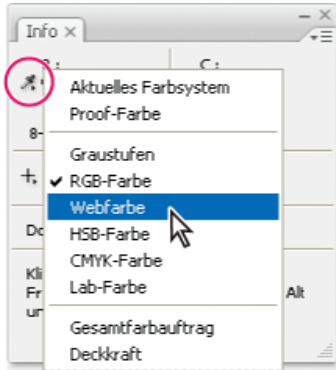 Info ×
C :
Aktuelles Farbsystem
Proof-Farbe
8-
Graustufen
RGB-Farbe
Webfarbe
Do
HSB-Farbe
CMYK-Farbe
Kli
Lab-Farbe
Fr
Alt
un
Gesamtfarbauftrag
Deckkraft